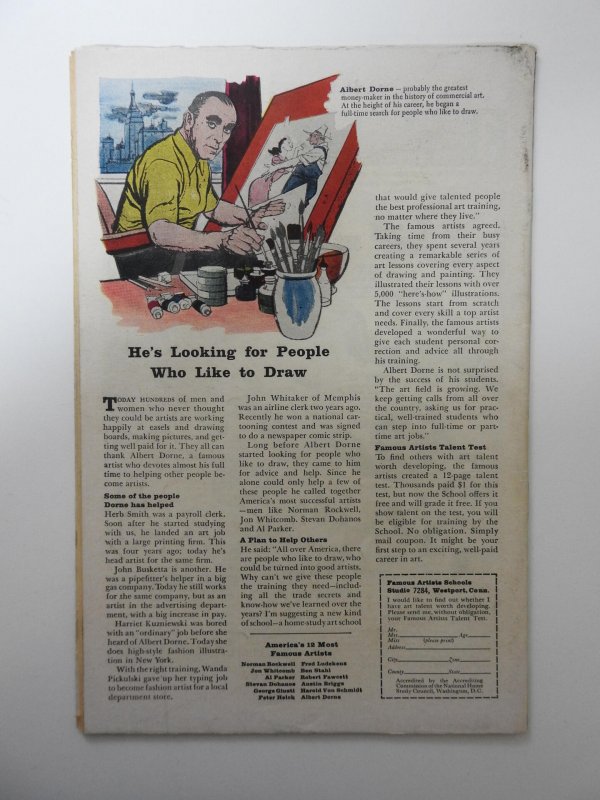 Albert Dorne — probably the greatest
money-maker in the history of commercial art.
At the height of his career, he began a
full-time search for people who like to draw.
He's Looking for People
Who Like to Draw
TODAY HUNDREDS of men and
women who never thought
they could be artists are working
happily at easels and drawing
boards, making pictures, and get-
ting well paid for it. They all can
thank Albert Dorne, a famous
artist who devotes almost his full
time to helping other people be-
come artists.
Some of the people
Dorne has helped
Herb Smith was a payroll clerk.
Soon after he started studying
with us, he landed an art job
with a large printing firm. This
was four years ago; today he's
head artist for the same firm.
John Busketta is another. He
was a pipefitter's helper in a big
gas company. Today he still works
for the same company, but as an
artist in the advertising depart-
ment, with a big increase in pay.
Harriet Kuzniewski was bored
with an "ordinary" job before she
heard of Albert Dorne. Today she
does high-style fashion illustra-
tion in New York.
With the right training, Wanda
Pickulski gave up her typing job
to become fashion artist for a local
department store.
John Whitaker of Memphis
was an airline clerk two years ago.
Recently he won a national car-
tooning contest and was signed
to do a newspaper comic strip.
Long before Albert Dorne
started looking for people who
like to draw, they came to him
for advice and help. Since he
alone could help only a few of
these people he called together
America's most successful artists
—men like Norman Rockwell,
Jon Whitcomb, Stevan Dohanos
and Al Parker.
A Plan to Help Others
He said: "All over America, there
are people who like to draw, who
could be turned into good artists.
Why can't we give these people
the training they need—includ-
ing all the trade secrets and
know-how we've learned over the
years? I'm suggesting a new kind
of school—a home-study art school
America's 12 Most
Famous Artists
Norman Rockwell Fred Ludekens
Jon Whitcomb Ben Stahl
Al Parker Robert Fawcett
Stevan Dohanos Austin Briggs
George Giusti Harold Von Schmidt
Peter Helck Albert Dorne
that would give talented people
the best professional art training,
no matter where they live."
The famous artists agreed.
Taking time from their busy
careers, they spent several years
creating a remarkable series of
art lessons covering every aspect
of drawing and painting. They
illustrated their lessons with over
5,000 "here's-how" illustrations.
The lessons start from scratch
and cover every skill a top artist
needs. Finally, the famous artists
developed a wonderful way to
give each student personal cor-
rection and advice all through
his training.
Albert Dorne is not surprised
by the success of his students.
"The art field is growing. We
keep getting calls from all over
the country, asking us for prac-
tical, well-trained students who
can step into full-time or part-
time art jobs."
Famous Artists Talent Test
To find others with art talent
worth developing, the famous
artists created a 12-page talent
test. Thousands paid $1 for this
test, but now the School offers it
free and will grade it free. If you
show talent on the test, you will
be eligible for training by the
School. No obligation. Simply
mail coupon. It might be your
first step to an exciting, well-paid
career in art.
Famous Artists Schools
Studio 7284, Westport, Conn.
I would like to find out whether I
have art talent worth developing.
Please send me, without obligation,
your Famous Artists Talent Test.
Mr.
Mrs. Age
Miss (please print)
Address
City Zone
County State
Accredited by the Accrediting
Commission of the National Home
Study Council, Washington, D.C.